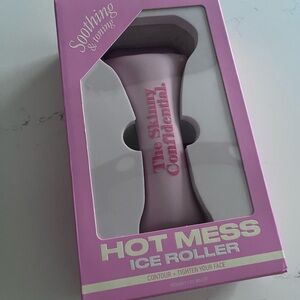 Soothing
& toning
The Skinny
Confidential.
HOT MESS
ICE ROLLER
CONTOUR + TIGHTEN YOUR FACE